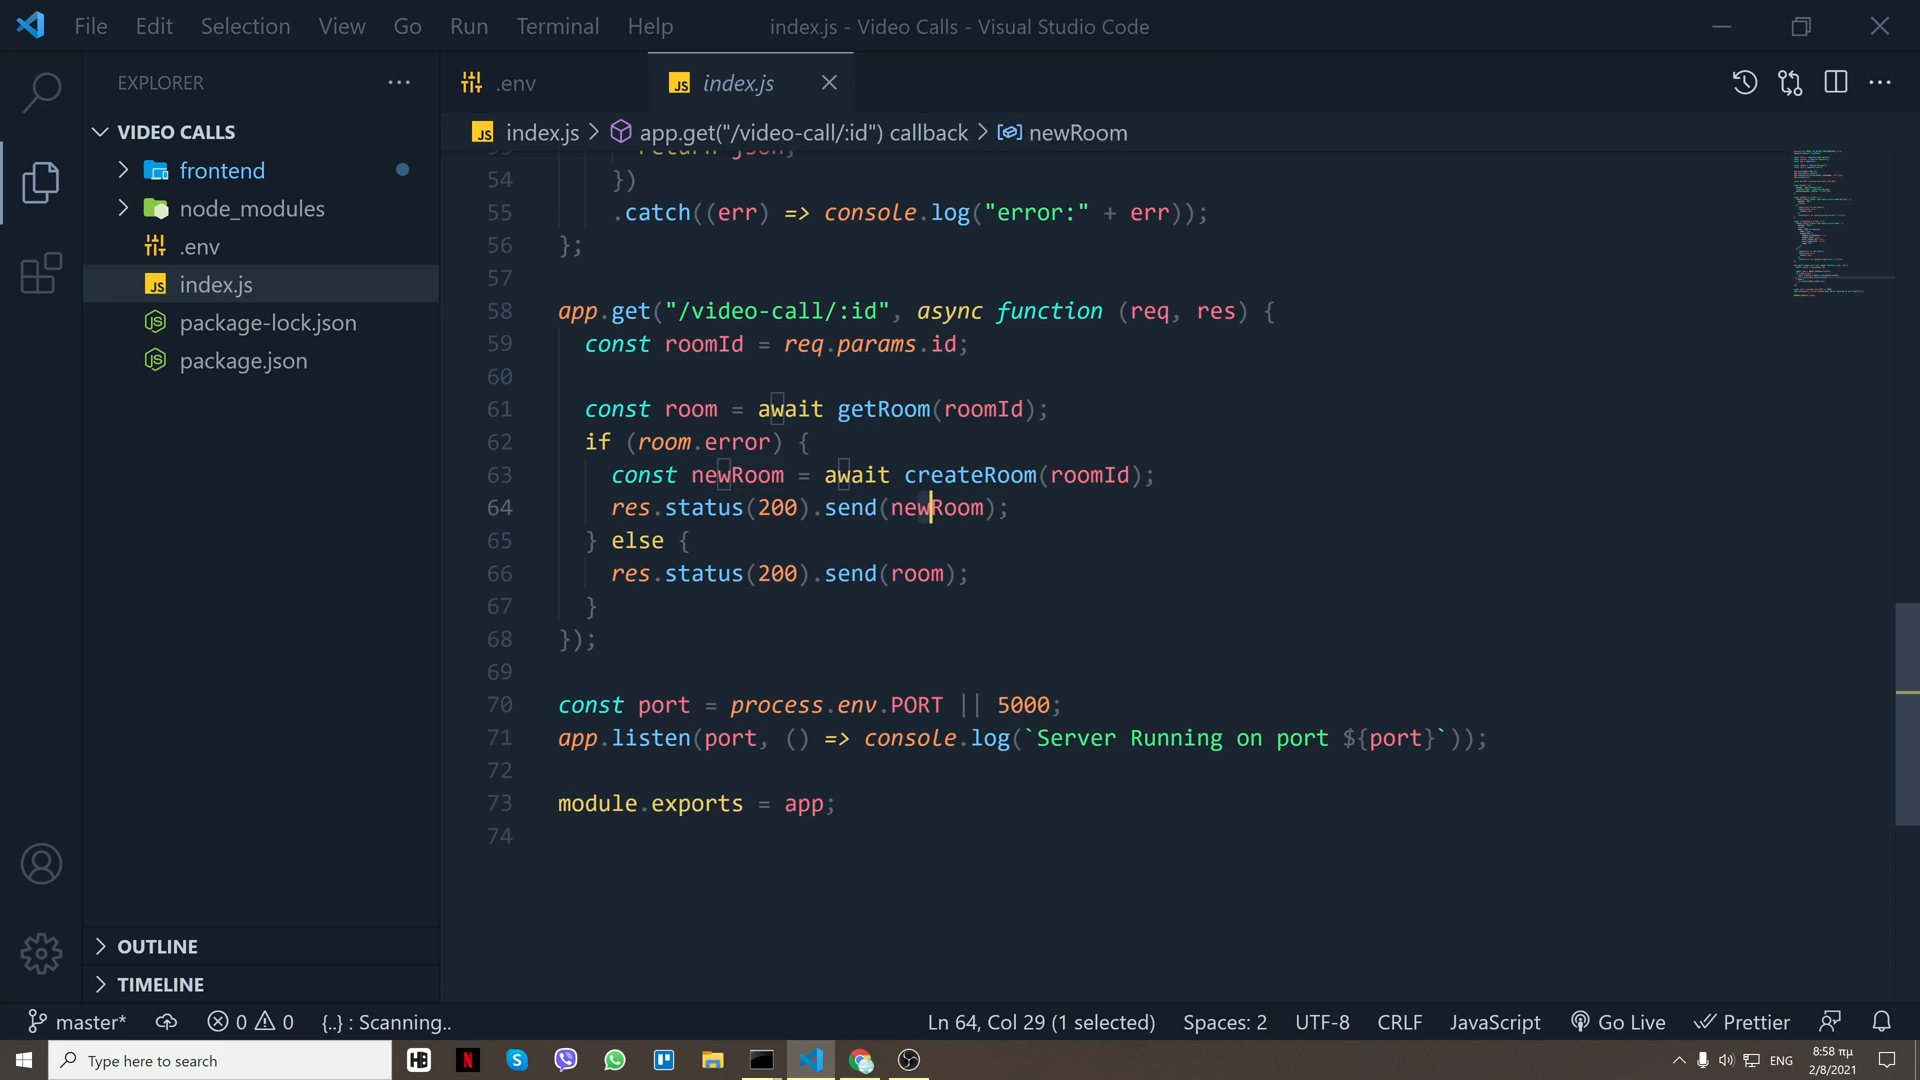 File Edit Selection View Go Run Terminal Help index.js - Video Calls - Visual Studio Code
EXPLORER
.env
index.js
VIDEO CALLS
frontend
node_modules
.env
index.js
package-lock.json
package.json
OUTLINE
TIMELINE
index.js > app.get("/video-call/:id") callback > newRoom
return json;
54 })
55 .catch((err) => console.log("error:" + err));
56 };
57
58 app.get("/video-call/:id", async function (req, res) {
59 const roomId = req.params.id;
60
61 const room = await getRoom(roomId);
62 if (room.error) {
63 const newRoom = await createRoom(roomId);
64 res.status(200).send(newRoom);
65 } else {
66 res.status(200).send(room);
67 }
68 });
69
70 const port = process.env.PORT || 5000;
71 app.listen(port, () => console.log(`Server Running on port ${port}`));
72
73 module.exports = app;
74
master* 0 0 {..} : Scanning.. Ln 64, Col 29 (1 selected) Spaces: 2 UTF-8 CRLF JavaScript Go Live Prettier
Type here to search
ENG
8:58 πμ
2/8/2021